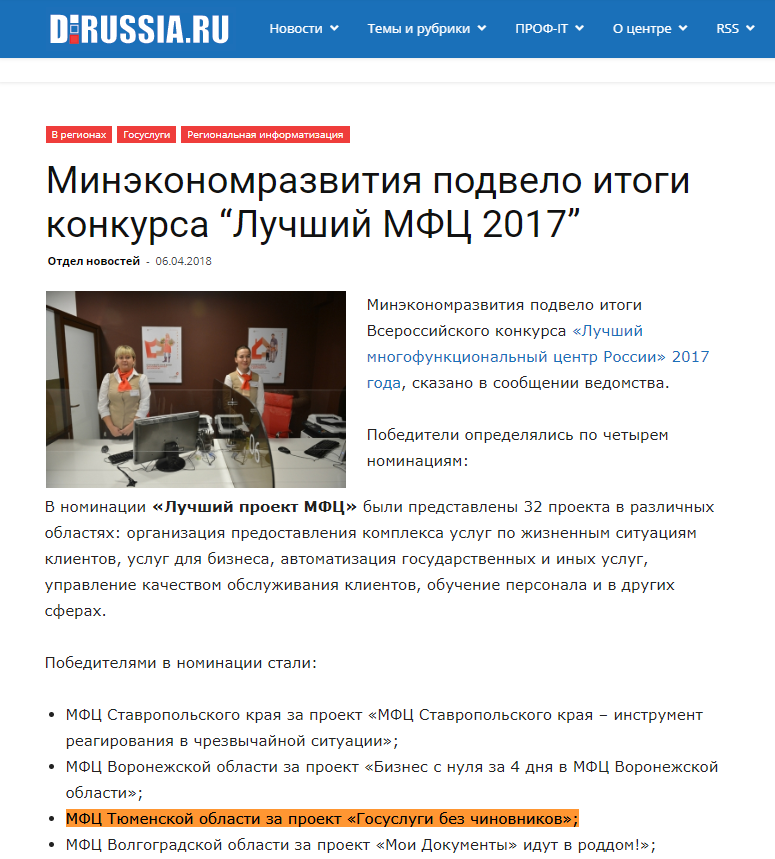 D:RUSSIA.RU
Новости
Темы и рубрики
ПРОФ-IT
О центре
RSS
В регионах
Госуслуги
Региональная информатизация
Минэкономразвития подвело итоги
конкурса “Лучший МФЦ 2017”
Отдел новостей - 06.04.2018
Минэкономразвития подвело итоги
Всероссийского конкурса «Лучший
многофункциональный центр России» 2017
года, сказано в сообщении ведомства.
Победители определялись по четырем
номинациям:
В номинации «Лучший проект МФЦ» были представлены 32 проекта в различных
областях: организация предоставления комплекса услуг по жизненным ситуациям
клиентов, услуг для бизнеса, автоматизация государственных и иных услуг,
управление качеством обслуживания клиентов, обучение персонала и в других
сферах.
Победителями в номинации стали:
• МФЦ Ставропольского края за проект «МФЦ Ставропольского края – инструмент
реагирования в чрезвычайной ситуации»;
• МФЦ Воронежской области за проект «Бизнес с нуля за 4 дня в МФЦ Воронежской
области»;
• МФЦ Тюменской области за проект «Госуслуги без чиновников»;
• МФЦ Волгоградской области за проект «Мои Документы» идут в роддом!»;